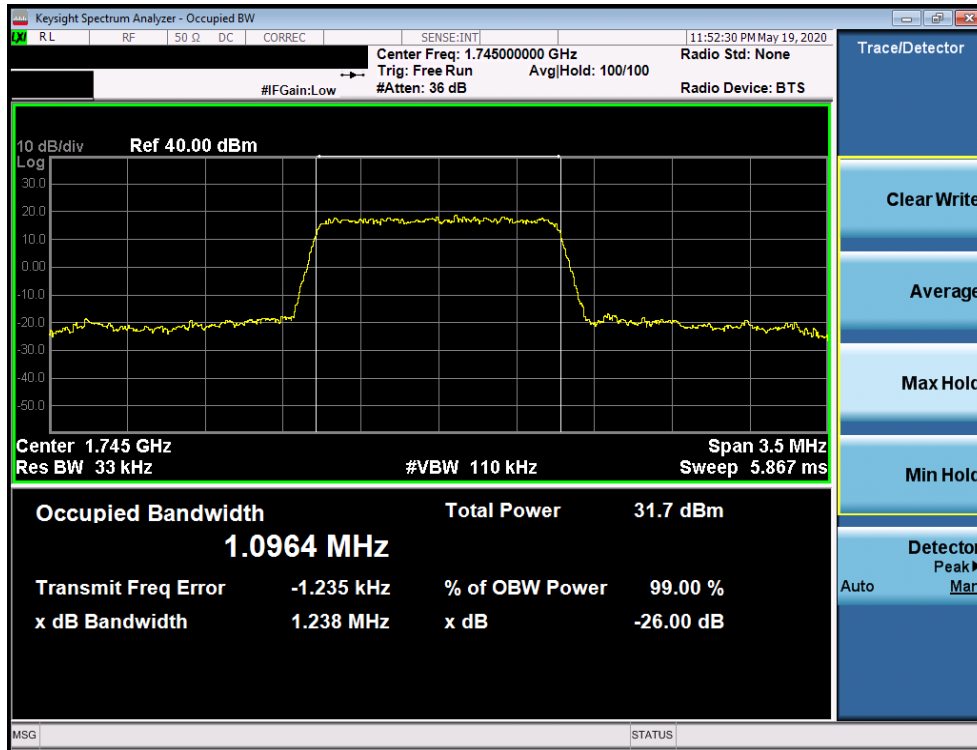 Keysight Spectrum Analyzer - Occupied BW
LXI RL RF 50 Ω DC CORREC SENSE:INT 11:52:30 PM May 19, 2020
Center Freq: 1.745000000 GHz Radio Std: None
Trig: Free Run Avg|Hold: 100/100
#IFGain:Low #Atten: 36 dB Radio Device: BTS
Trace/Detector
10 dB/div Ref 40.00 dBm
Log
30.0
20.0
10.0
0.00
-10.0
-20.0
-30.0
-40.0
-50.0
Center 1.745 GHz Span 3.5 MHz
Res BW 33 kHz #VBW 110 kHz Sweep 5.867 ms
Occupied Bandwidth Total Power 31.7 dBm
1.0964 MHz
Transmit Freq Error -1.235 kHz % of OBW Power 99.00 %
x dB Bandwidth 1.238 MHz x dB -26.00 dB
Clear Write
Average
Max Hold
Min Hold
Detector
Peak
Auto Man
MSG STATUS